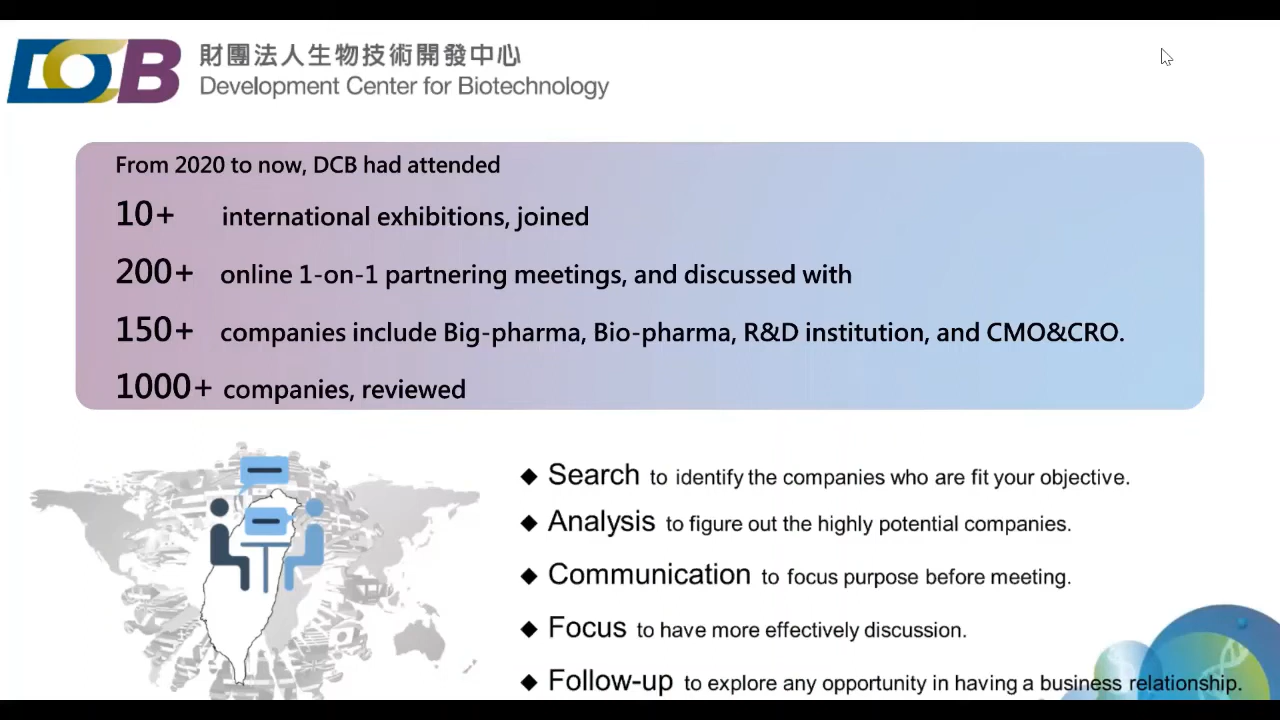 DCB 財團法人生物技術開發中心
Development Center for Biotechnology
From 2020 to now, DCB had attended
10+ international exhibitions, joined
200+ online 1-on-1 partnering meetings, and discussed with
150+ companies include Big-pharma, Bio-pharma, R&D institution, and CMO&CRO.
1000+ companies, reviewed
◆ Search to identify the companies who are fit your objective.
◆ Analysis to figure out the highly potential companies.
◆ Communication to focus purpose before meeting.
◆ Focus to have more effectively discussion.
◆ Follow-up to explore any opportunity in having a business relationship.